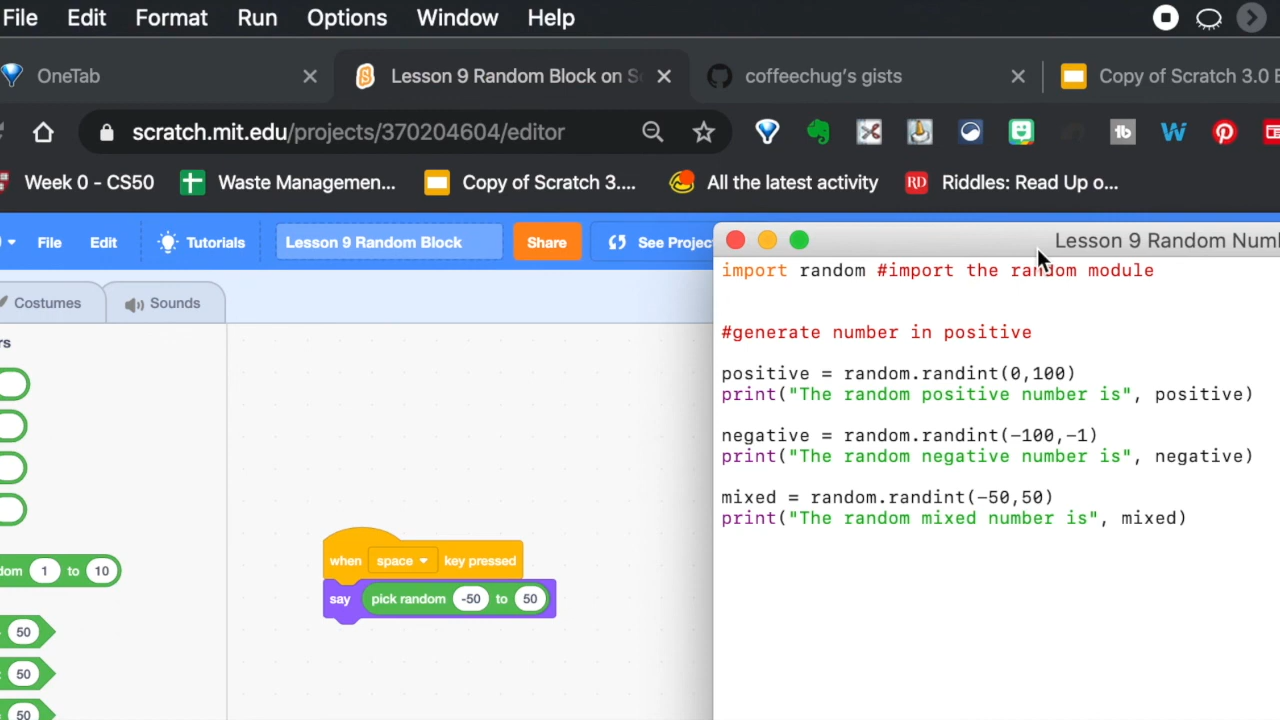 File Edit Format Run Options Window Help
OneTab
Lesson 9 Random Block on S
coffeechug's gists
Copy of Scratch 3.0 E
scratch.mit.edu/projects/370204604/editor
tb
W
Week 0 - CS50
Waste Managemen...
Copy of Scratch 3....
All the latest activity
RD
Riddles: Read Up o...
File
Edit
Tutorials
Lesson 9 Random Block
Share
See Projec
Costumes
Sounds
rs
dom 1 to 10
50
50
50
when space key pressed
say pick random -50 to 50
Lesson 9 Random Num
import random #import the random module
#generate number in positive
positive = random.randint(0,100)
print("The random positive number is", positive)
negative = random.randint(-100,-1)
print("The random negative number is", negative)
mixed = random.randint(-50,50)
print("The random mixed number is", mixed)